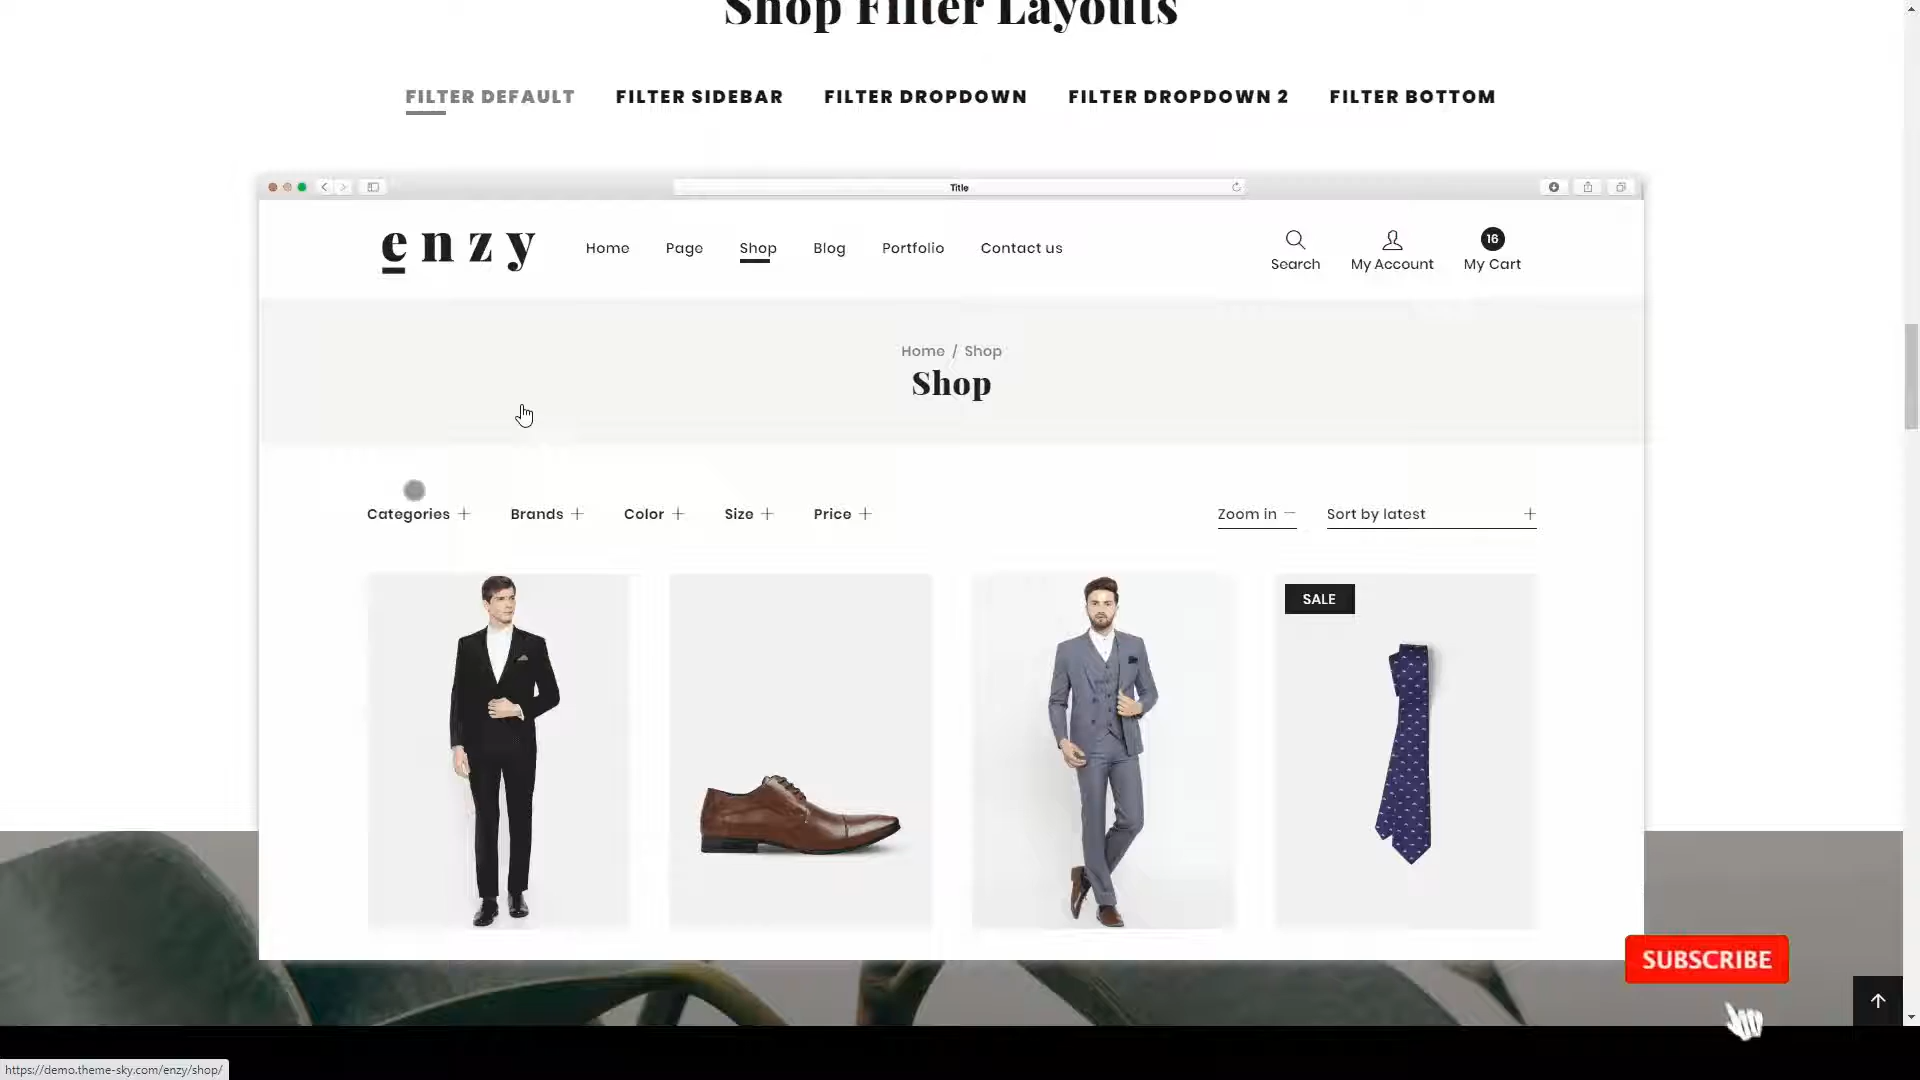 Shop Filter Layouts
FILTER DEFAULT FILTER SIDEBAR FILTER DROPDOWN FILTER DROPDOWN 2 FILTER BOTTOM
Title
enzy Home Page Shop Blog Portfolio Contact us
16
Search My Account My Cart
Home / Shop
Shop
Categories + Brands + Color + Size + Price + Zoom in − Sort by latest +
SALE
SUBSCRIBE
https://demo.theme-sky.com/enzy/shop/